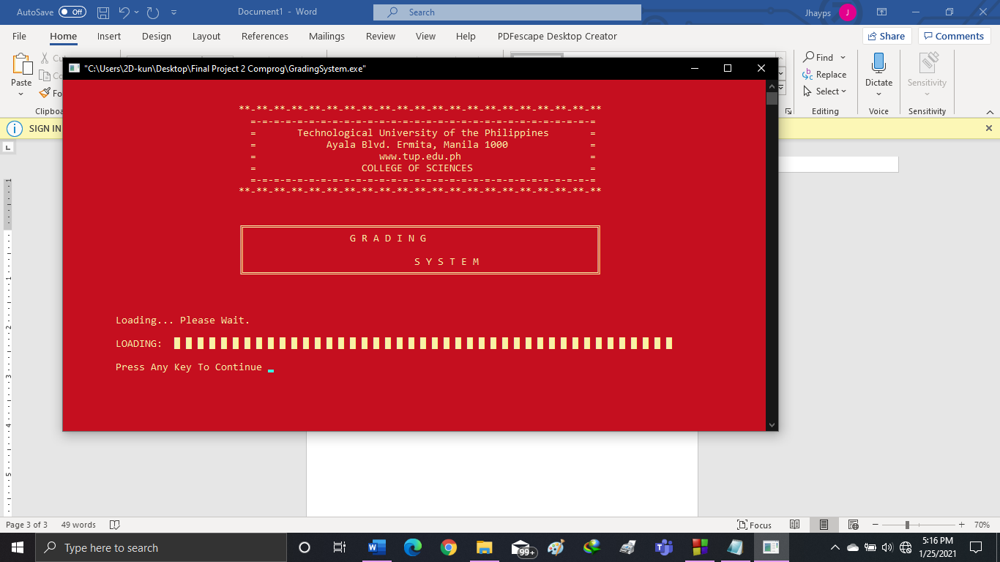 AutoSave Off Document1 - Word Search Jhayps J
File Home Insert Design Layout References Mailings Review View Help PDFescape Desktop Creator Share Comments
"C:\Users\2D-kun\Desktop\Final Project 2 Comprog\GradingSystem.exe"
Paste
Clipboa
Find
Replace
Select
Editing
Dictate
Voice
Sensitivity
Sensitivity
SIGN IN
**-**-**-**-**-**-**-**-**-**-**-**-**-**-**-**-**-**-**-**-**
=-=-=-=-=-=-=-=-=-=-=-=-=-=-=-=-=-=-=-=-=-=-=-=-=-=-=-=-=-=
= Technological University of the Philippines =
= Ayala Blvd. Ermita, Manila 1000 =
= www.tup.edu.ph =
= COLLEGE OF SCIENCES =
=-=-=-=-=-=-=-=-=-=-=-=-=-=-=-=-=-=-=-=-=-=-=-=-=-=-=-=-=-=
**-**-**-**-**-**-**-**-**-**-**-**-**-**-**-**-**-**-**-**-**
G R A D I N G
S Y S T E M
Loading... Please Wait.
LOADING:
Press Any Key To Continue
Page 3 of 3 49 words Focus 70%
Type here to search 99+ 5:16 PM
1/25/2021